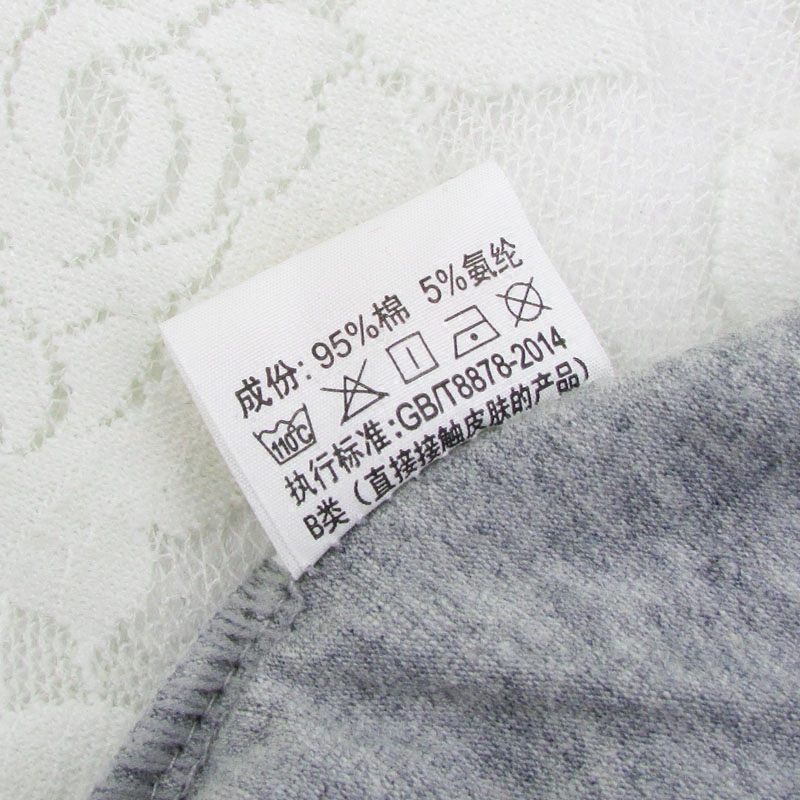 成份: 95%棉 5%氨纶
110℃
执行标准:GB/T8878-2014
B类（直接接触皮肤的产品）